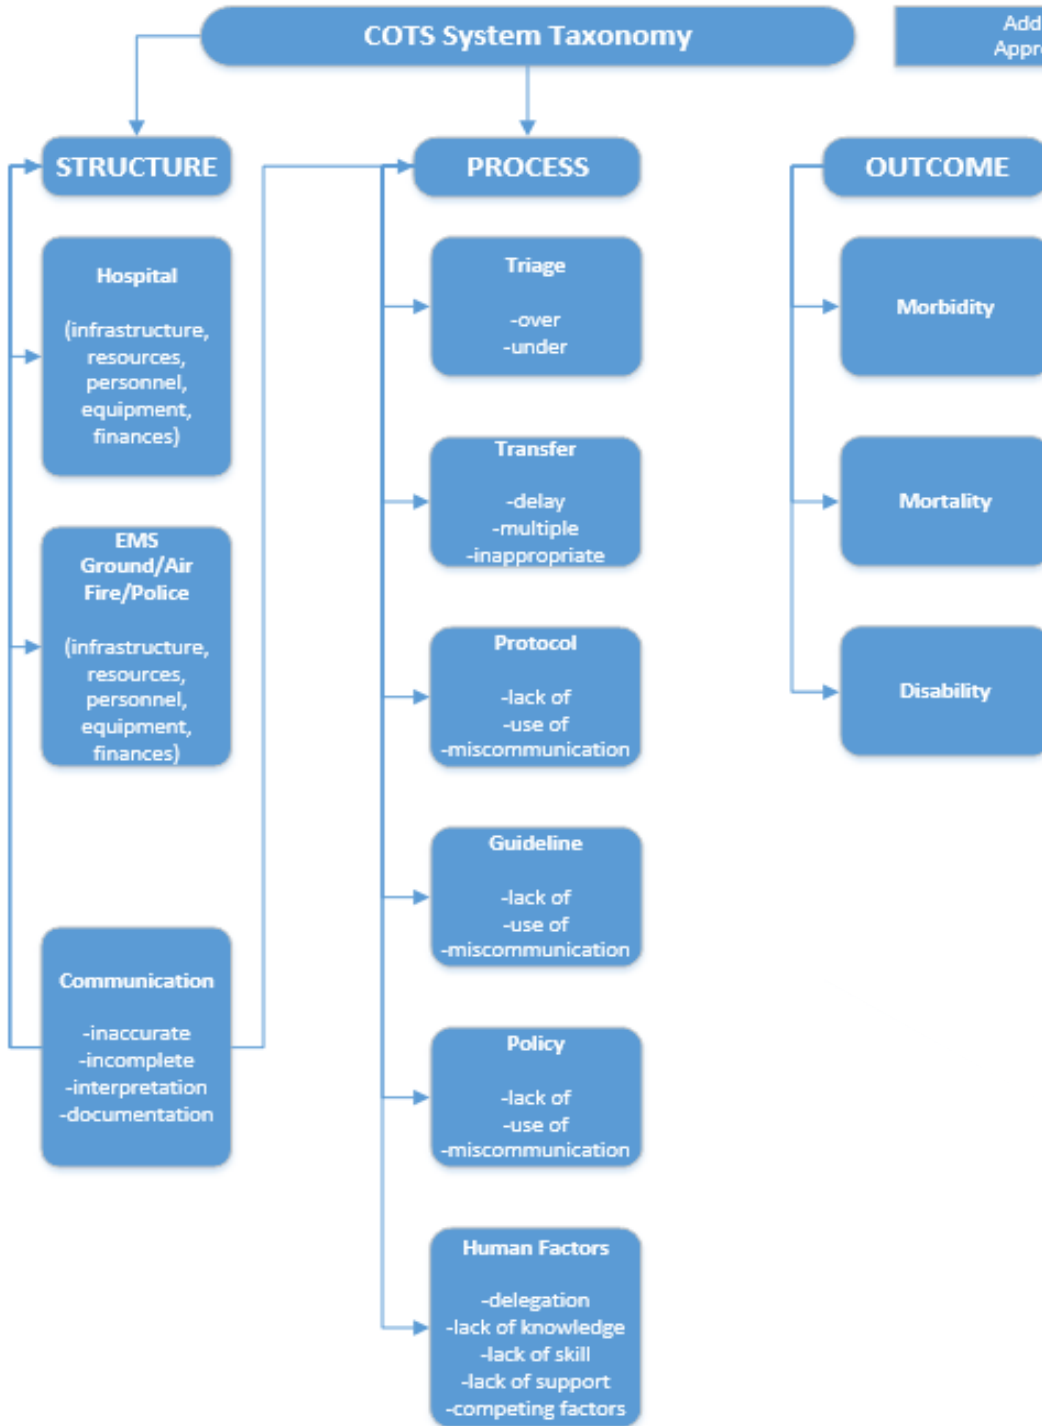 COTS System Taxonomy
STRUCTURE
Hospital
(infrastructure,
resources,
personnel,
equipment,
finances)
EMS
Ground/Air
Fire/Police
(infrastructure,
resources,
personnel,
equipment,
finances)
Communication
-inaccurate
-incomplete
-interpretation
-documentation
PROCESS
Triage
-over
-under
Transfer
-delay
-multiple
-inappropriate
Protocol
-lack of
-use of
-miscommunication
Guideline
-lack of
-use of
-miscommunication
Policy
-lack of
-use of
-miscommunication
Human Factors
-delegation
-lack of knowledge
-lack of skill
-lack of support
-competing factors
OUTCOME
Morbidity
Mortality
Disability